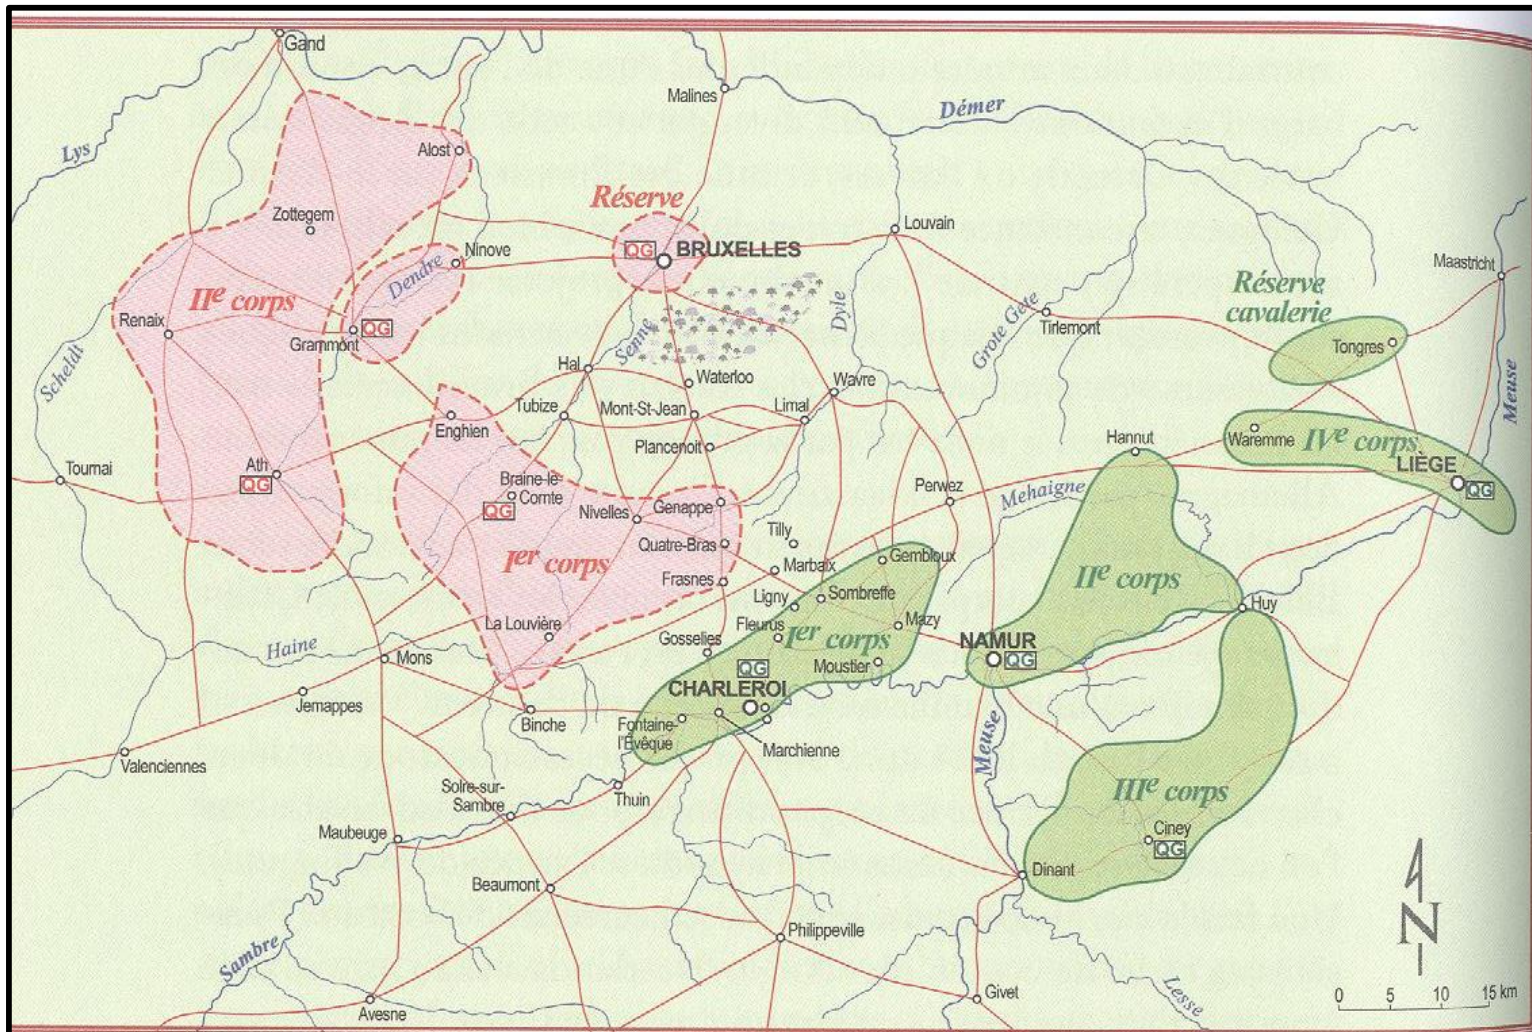 Gand
Malines
Démer
Lys
Alost
Réserve
Zottegem
Louvain
QG
BRUXELLES
Ninove
Maastricht
Dendre
IIe corps
Réserve
cavalerie
Dyle
Renaix
QG
Grammont
Senne
Grote Gete
Tirlemont
Tongres
Scheldt
Hal
Waterloo
Wavre
Meuse
Tubize
Mont-St-Jean
Limal
Enghien
Plancenoit
Hannut
Waremme
IVe corps
Tournai
Ath
QG
Braine-le-
Comte
QG
LIÈGE
QG
Perwez
Mehaigne
Nivelles
Genappe
Tilly
Quatre-Bras
Marbaix
Gembloux
Ier corps
Frasnes
Ligny
Sombreffe
IIe corps
Huy
La Louvière
Fleurus
Ier corps
Mazy
Haine
Mons
Gosselies
QG
Moustier
NAMUR
QG
Jemappes
CHARLEROI
Binche
Fontaine-
l'Evêque
Marchienne
Meuse
Valenciennes
Solre-sur-
Sambre
Thuin
IIIe corps
Maubeuge
Ciney
QG
Beaumont
Dinant
Philippeville
N
Sambre
Givet
Lesse
Avesne
0 5 10 15 km